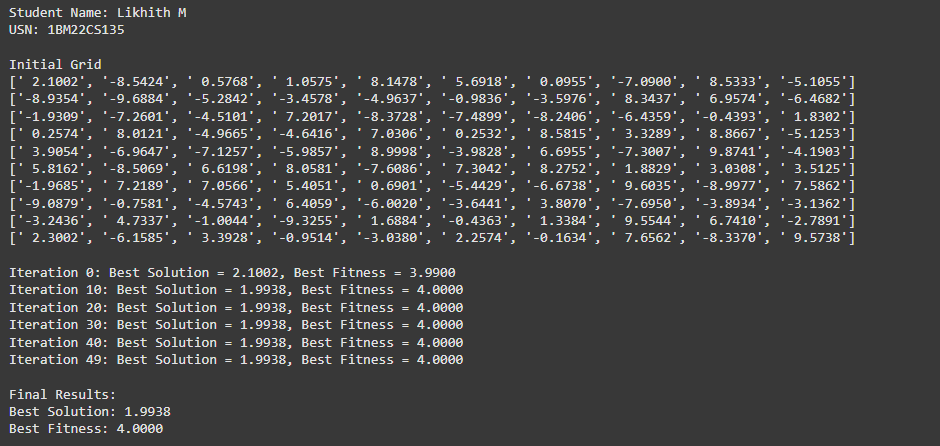 Student Name: Likhith M
USN: 1BM22CS135
Initial Grid
[' 2.1002', '-8.5424', ' 0.5768', ' 1.0575', ' 8.1478', ' 5.6918', ' 0.0955', '-7.0900', ' 8.5333', '-5.1055']
['-8.9354', '-9.6884', '-5.2842', '-3.4578', '-4.9637', '-0.9836', '-3.5976', ' 8.3437', ' 6.9574', '-6.4682']
['-1.9309', '-7.2601', '-4.5101', ' 7.2017', '-8.3728', '-7.4899', '-8.2406', '-6.4359', '-0.4393', ' 1.8302']
[' 0.2574', ' 8.0121', '-4.9665', '-4.6416', ' 7.0306', ' 0.2532', ' 8.5815', ' 3.3289', ' 8.8667', '-5.1253']
[' 3.9054', '-6.9647', '-7.1257', '-5.9857', ' 8.9998', '-3.9828', ' 6.6955', '-7.3007', ' 9.8741', '-4.1903']
[' 5.8162', '-8.5069', ' 6.6198', ' 8.0581', '-7.6086', ' 7.3042', ' 8.2752', ' 1.8829', ' 3.0308', ' 3.5125']
['-1.9685', ' 7.2189', ' 7.0566', ' 5.4051', ' 0.6901', '-5.4429', '-6.6738', ' 9.6035', '-8.9977', ' 7.5862']
['-9.0879', '-0.7581', '-4.5743', ' 6.4059', '-6.0020', '-3.6441', ' 3.8070', '-7.6950', '-3.8934', '-3.1362']
['-3.2436', ' 4.7337', '-1.0044', '-9.3255', ' 1.6884', '-0.4363', ' 1.3384', ' 9.5544', ' 6.7410', '-2.7891']
[' 2.3002', '-6.1585', ' 3.3928', '-0.9514', '-3.0380', ' 2.2574', '-0.1634', ' 7.6562', '-8.3370', ' 9.5738']
Iteration 0: Best Solution = 2.1002, Best Fitness = 3.9900
Iteration 10: Best Solution = 1.9938, Best Fitness = 4.0000
Iteration 20: Best Solution = 1.9938, Best Fitness = 4.0000
Iteration 30: Best Solution = 1.9938, Best Fitness = 4.0000
Iteration 40: Best Solution = 1.9938, Best Fitness = 4.0000
Iteration 49: Best Solution = 1.9938, Best Fitness = 4.0000
Final Results:
Best Solution: 1.9938
Best Fitness: 4.0000